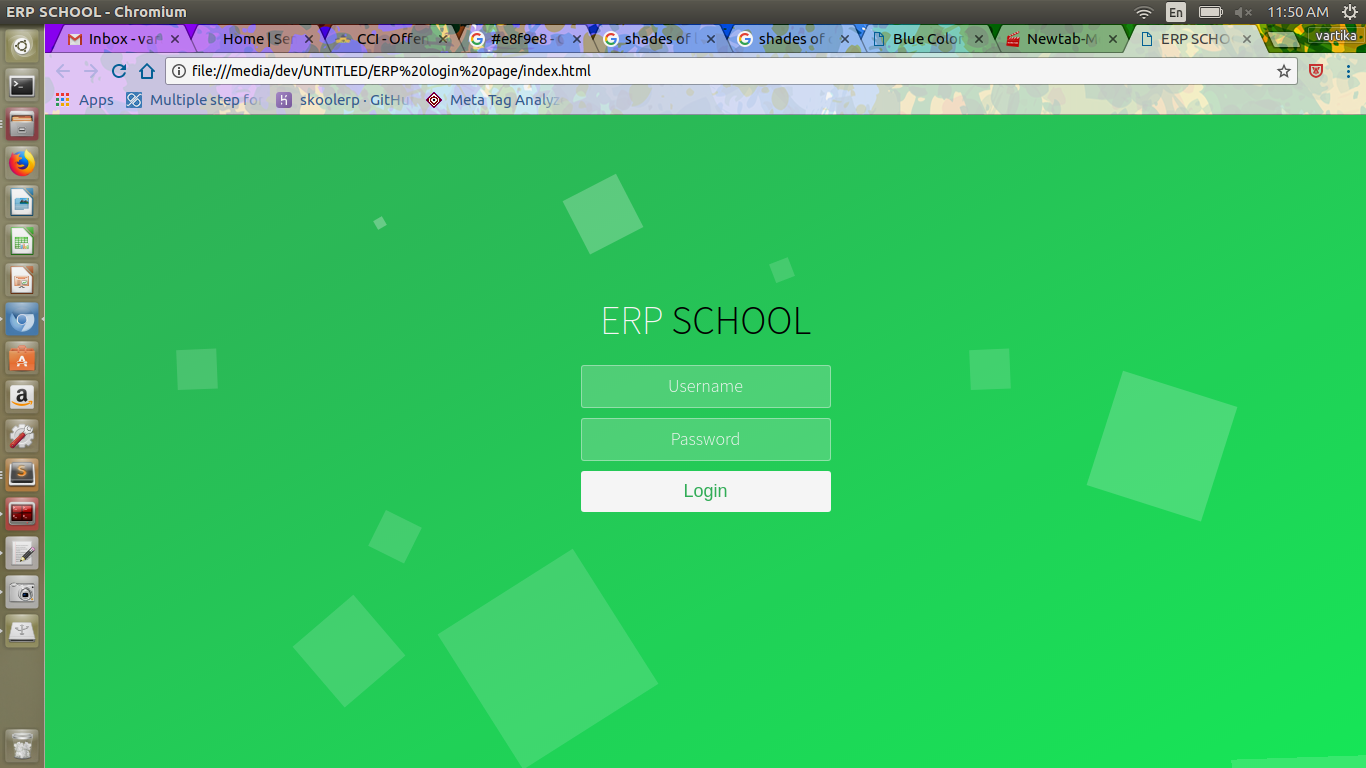 ERP SCHOOL - Chromium
En
11:50 AM
Inbox - var
Home | Se
CCI - Offer
#e8f9e8 -
shades of
shades of
Blue Color
Newtab-M
ERP SCHO
vartika
file:///media/dev/UNTITLED/ERP%20login%20page/index.html
Apps
Multiple step for
skoolerp · GitHu
Meta Tag Analyz
ERP SCHOOL
Username
Password
Login